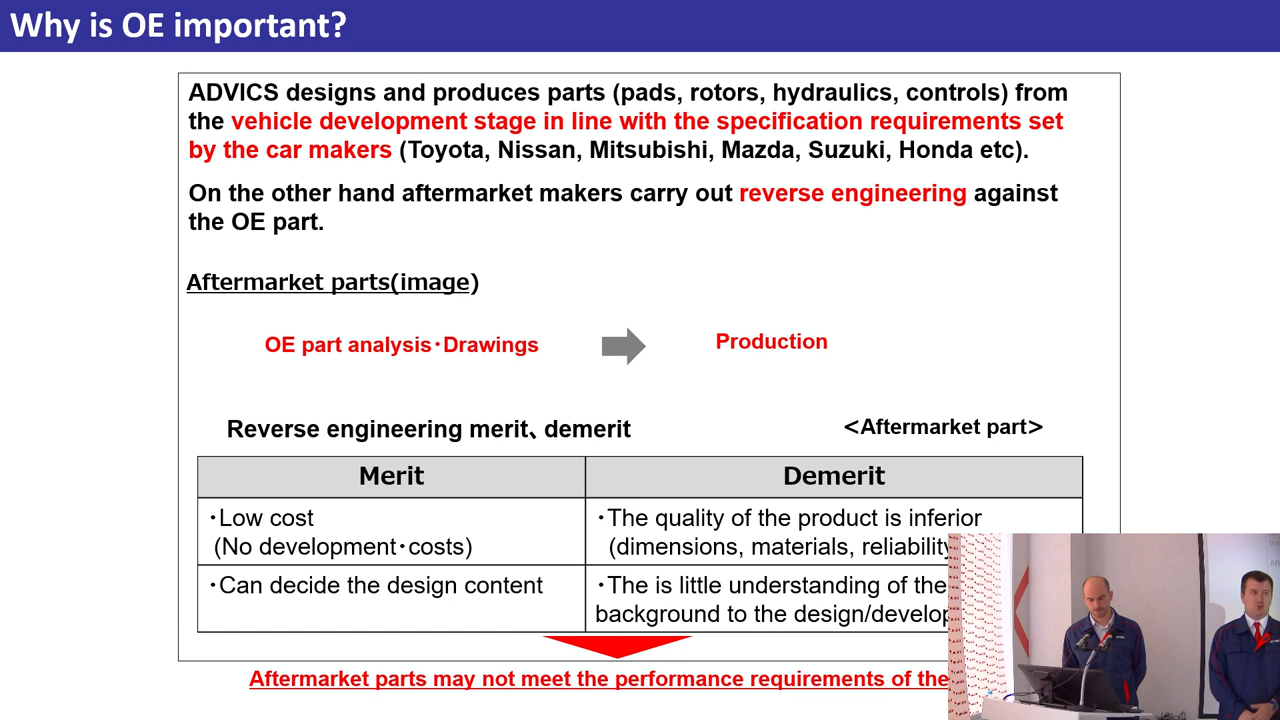 Why is OE important?
ADVICS designs and produces parts (pads, rotors, hydraulics, controls) from
the vehicle development stage in line with the specification requirements set
by the car makers (Toyota, Nissan, Mitsubishi, Mazda, Suzuki, Honda etc).
On the other hand aftermarket makers carry out reverse engineering against
the OE part.
Aftermarket parts(image)
OE part analysis・Drawings
Production
Reverse engineering merit、demerit
<Aftermarket part>
Merit
Demerit
・Low cost
(No development・costs)
・The quality of the product is inferior
(dimensions, materials, reliability
・Can decide the design content
・The is little understanding of the
background to the design/develop
Aftermarket parts may not meet the performance requirements of the